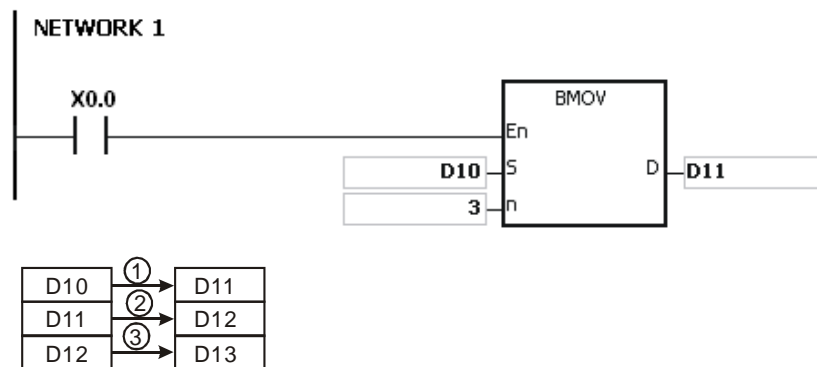 NETWORK 1
X0.0
BMOV
En
D10 S D D11
3 n
D10 1 D11
D11 2 D12
D12 3 D13